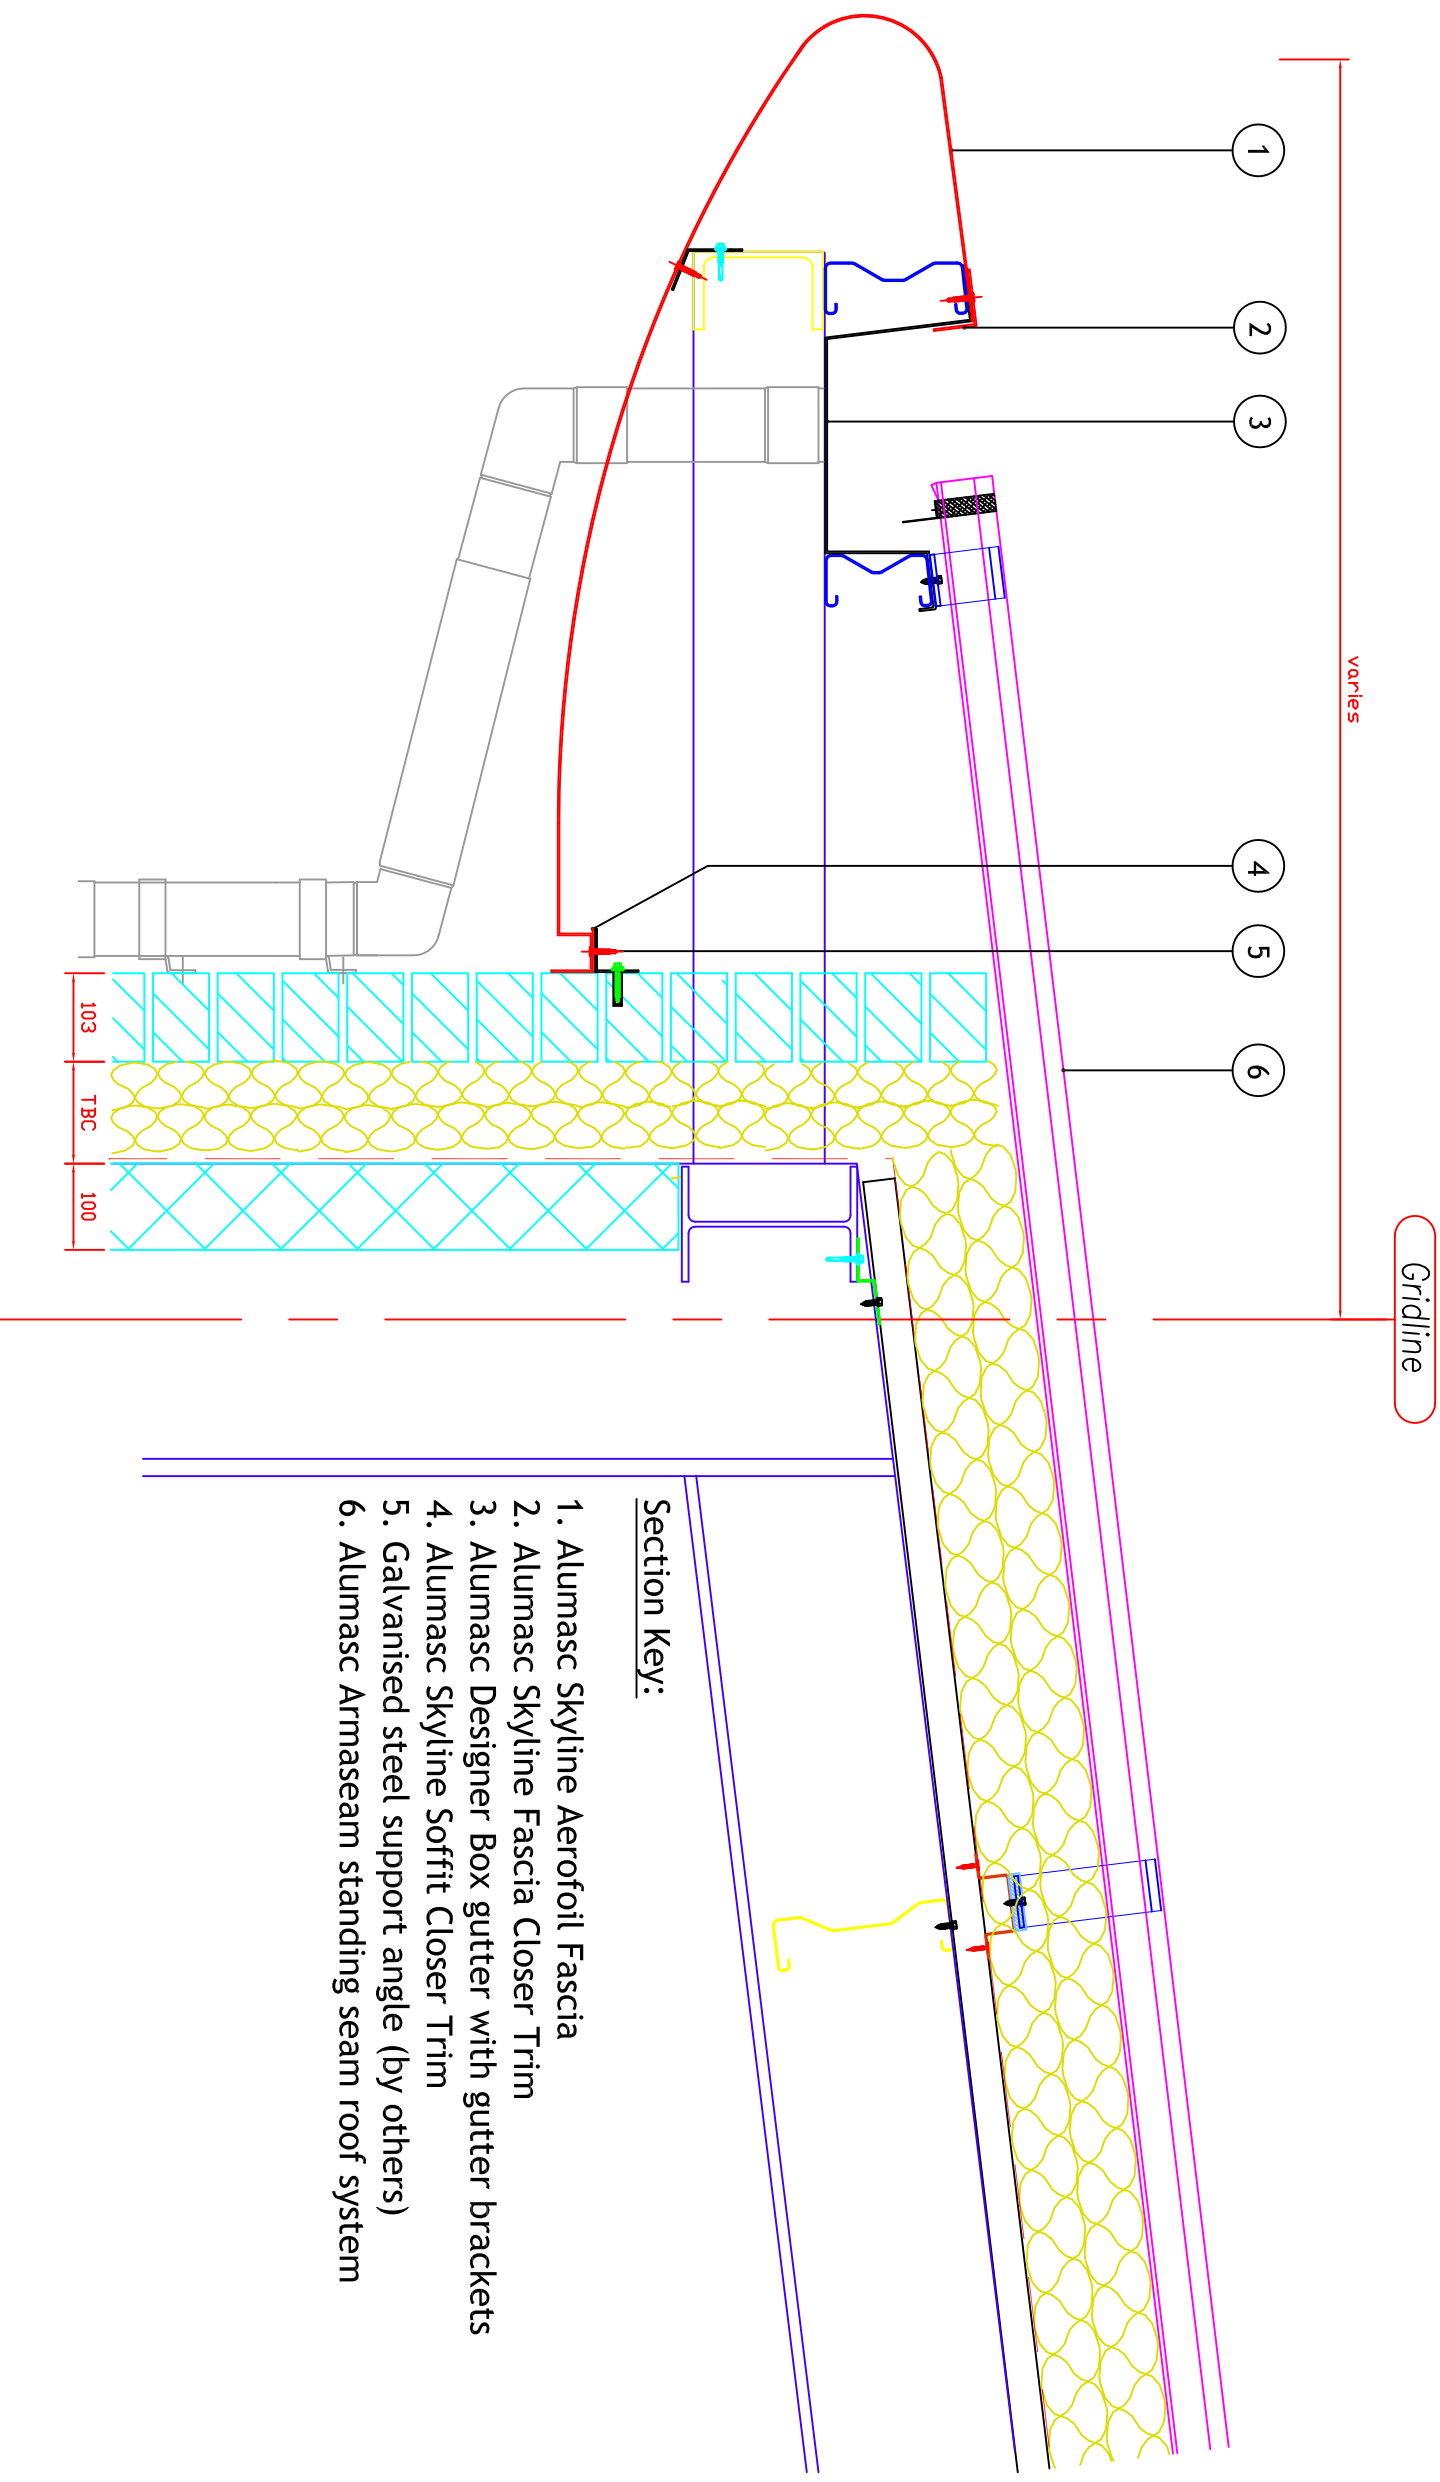 Gridline
varies
1
2
3
4
5
6
103
TBC
100
Section Key:
1. Alumasc Skyline Aerofoil Fascia
2. Alumasc Skyline Fascia Closer Trim
3. Alumasc Designer Box gutter with gutter brackets
4. Alumasc Skyline Soffit Closer Trim
5. Galvanised steel support angle (by others)
6. Alumasc Armaseam standing seam roof system